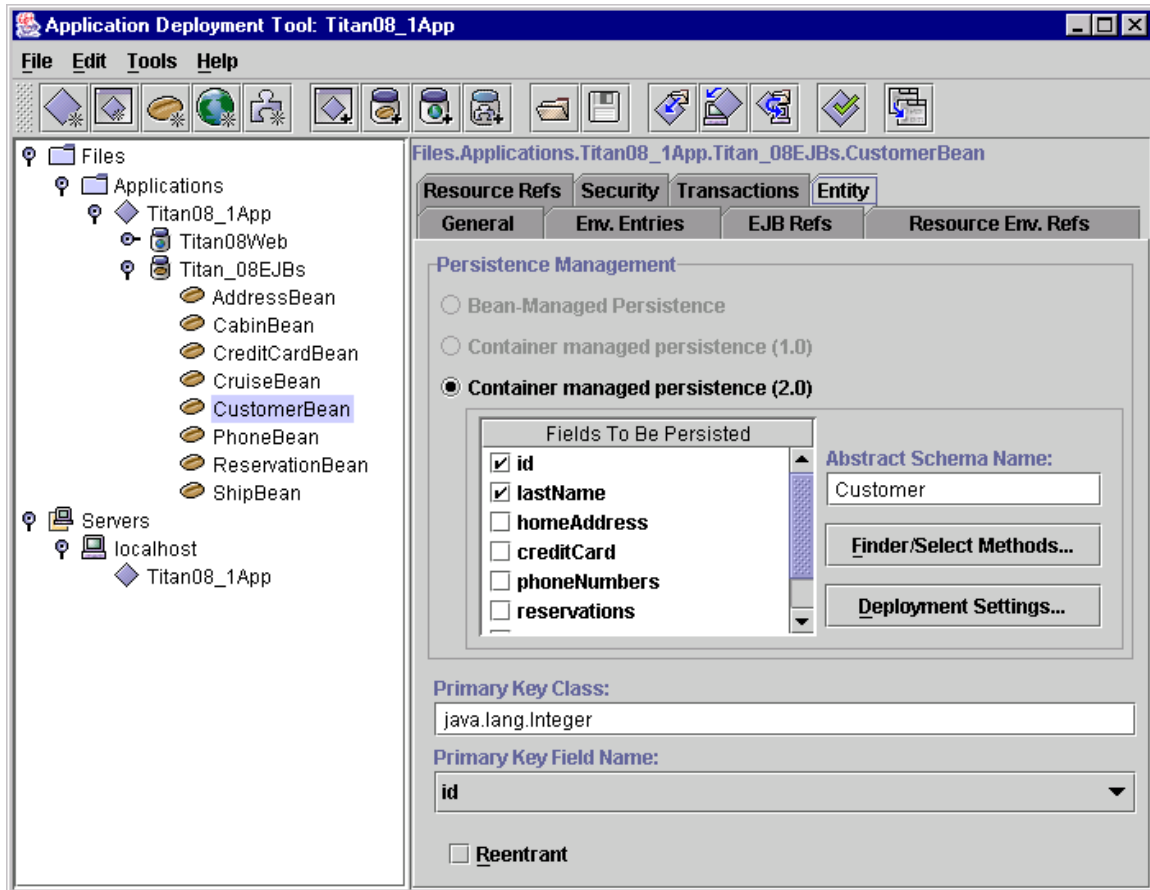 Application Deployment Tool: Titan08_1App
File Edit Tools Help
Files
Applications
Titan08_1App
Titan08Web
Titan_08EJBs
AddressBean
CabinBean
CreditCardBean
CruiseBean
CustomerBean
PhoneBean
ReservationBean
ShipBean
Servers
localhost
Titan08_1App
Files.Applications.Titan08_1App.Titan_08EJBs.CustomerBean
Resource Refs Security Transactions Entity
General Env. Entries EJB Refs Resource Env. Refs
Persistence Management
Bean-Managed Persistence
Container managed persistence (1.0)
Container managed persistence (2.0)
Fields To Be Persisted
id
lastName
homeAddress
creditCard
phoneNumbers
reservations
Abstract Schema Name:
Customer
Finder/Select Methods...
Deployment Settings...
Primary Key Class:
java.lang.Integer
Primary Key Field Name:
id
Reentrant